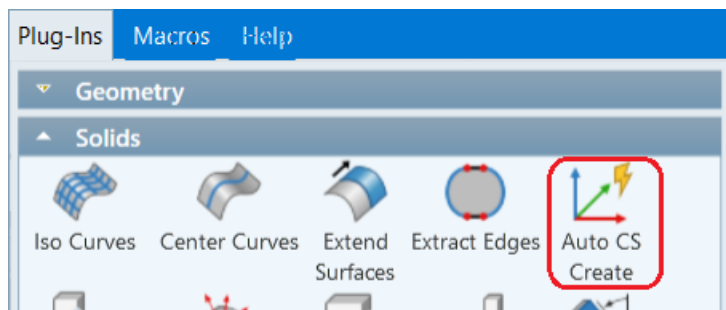 Plug-Ins Macros Help
Geometry
Solids
Iso Curves Center Curves Extend Surfaces Extract Edges Auto CS Create